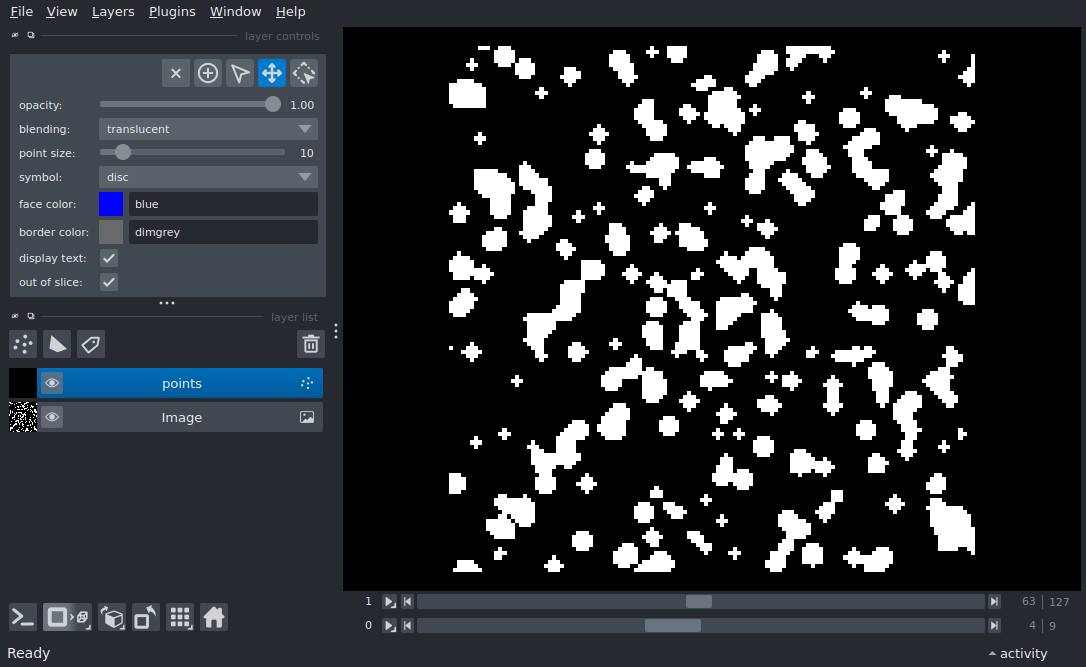 File View Layers Plugins Window Help
layer controls
opacity: 1.00
blending: translucent
point size: 10
symbol: disc
face color: blue
border color: dimgrey
display text:
out of slice:
layer list
points
Image
1 63 127
0 4 9
Ready activity